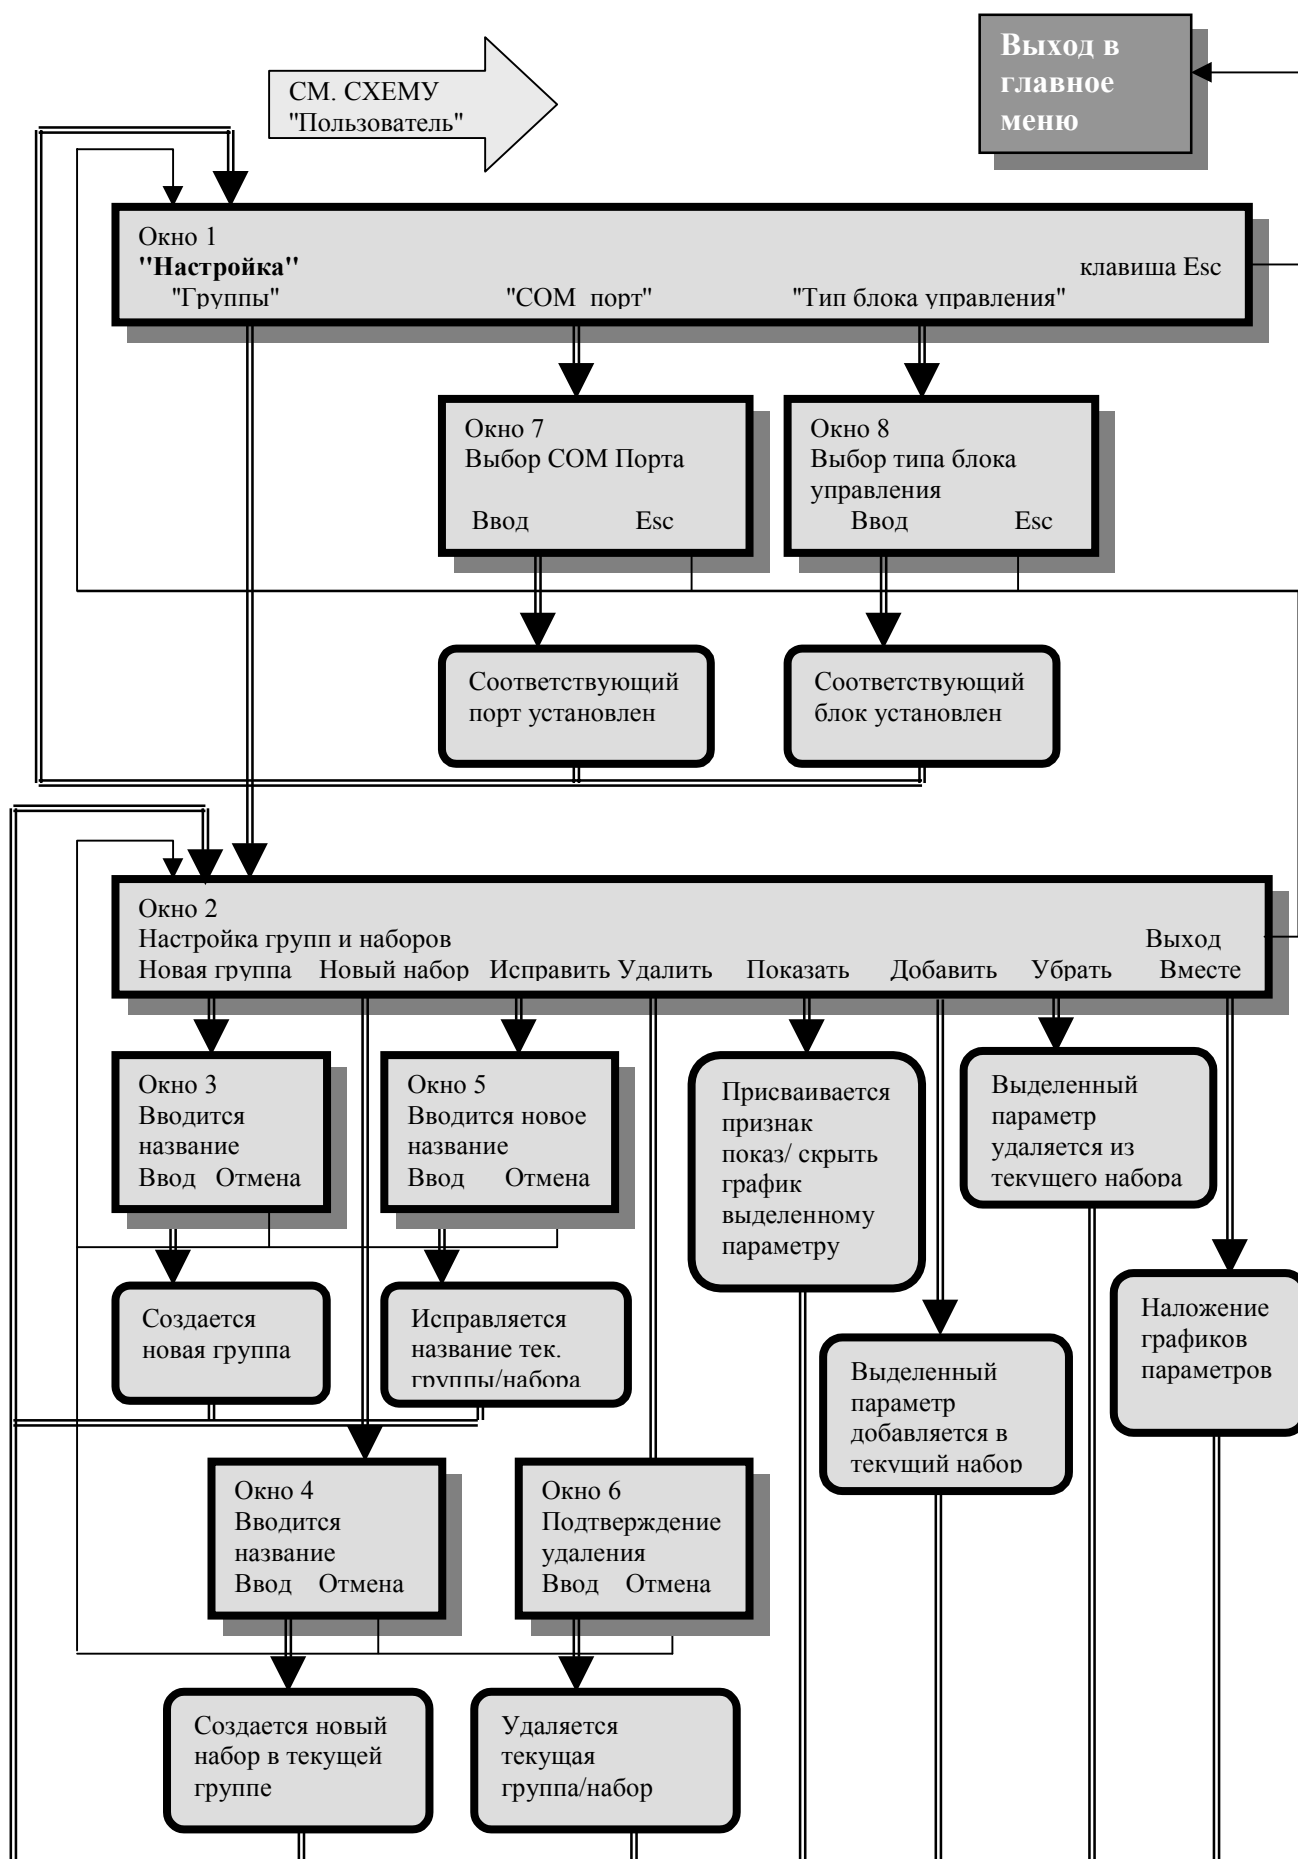 Выход в
главное
меню
СМ. СХЕМУ
"Пользователь"
Окно 1
"Настройка"
клавиша Esc
"Группы" "COM порт" "Тип блока управления"
Окно 7
Выбор COM Порта
Ввод Esc
Окно 8
Выбор типа блока
управления
Ввод Esc
Соответствующий
порт установлен
Соответствующий
блок установлен
Окно 2
Настройка групп и наборов
Выход
Новая группа Новый набор Исправить Удалить Показать Добавить Убрать Вместе
Окно 3
Вводится
название
Ввод Отмена
Окно 5
Вводится новое
название
Ввод Отмена
Присваивается
признак
показ/ скрыть
график
выделенному
параметру
Выделенный
параметр
удаляется из
текущего набора
Создается
новая группа
Исправляется
название тек.
группы/набора
Выделенный
параметр
добавляется в
текущий набор
Наложение
графиков
параметров
Окно 4
Вводится
название
Ввод Отмена
Окно 6
Подтверждение
удаления
Ввод Отмена
Создается новый
набор в текущей
группе
Удаляется
текущая
группа/набор